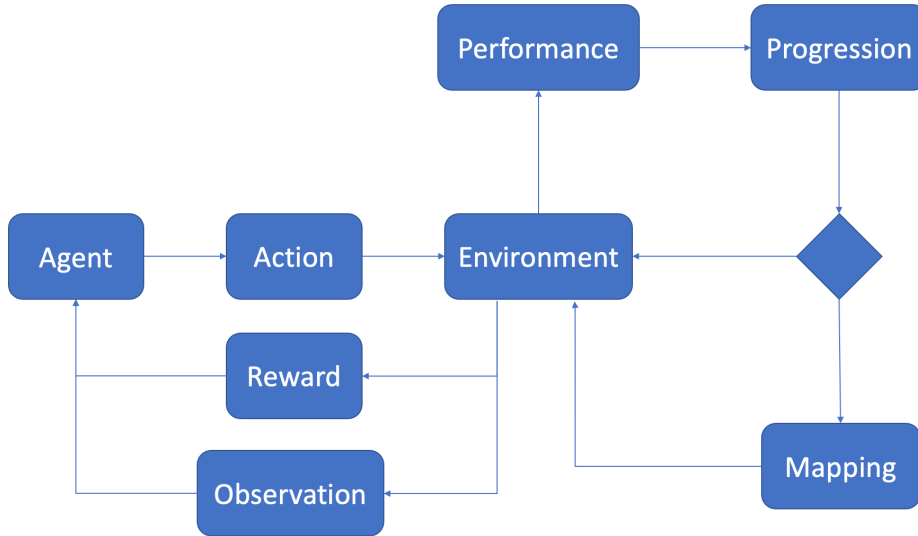 Performance
Progression
Agent
Action
Environment
Reward
Mapping
Observation